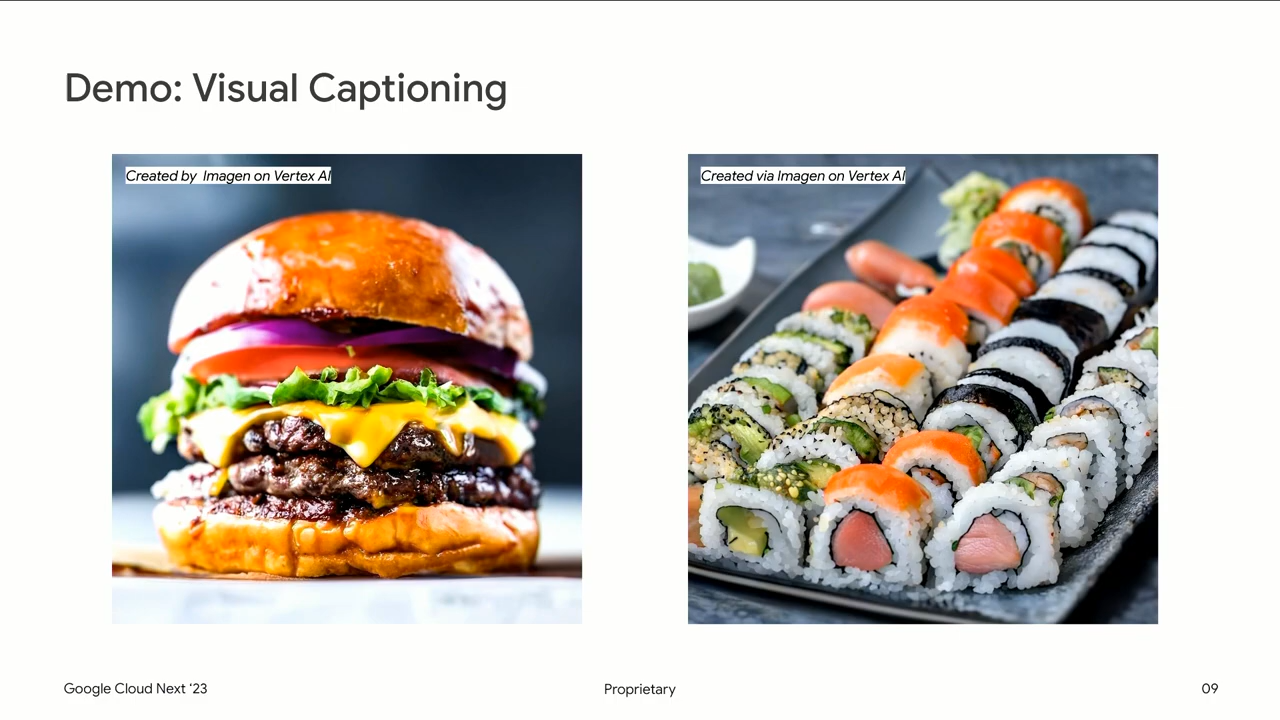 Demo: Visual Captioning
Created by Imagen on Vertex AI
Created via Imagen on Vertex AI
Google Cloud Next ‘23
Proprietary
09